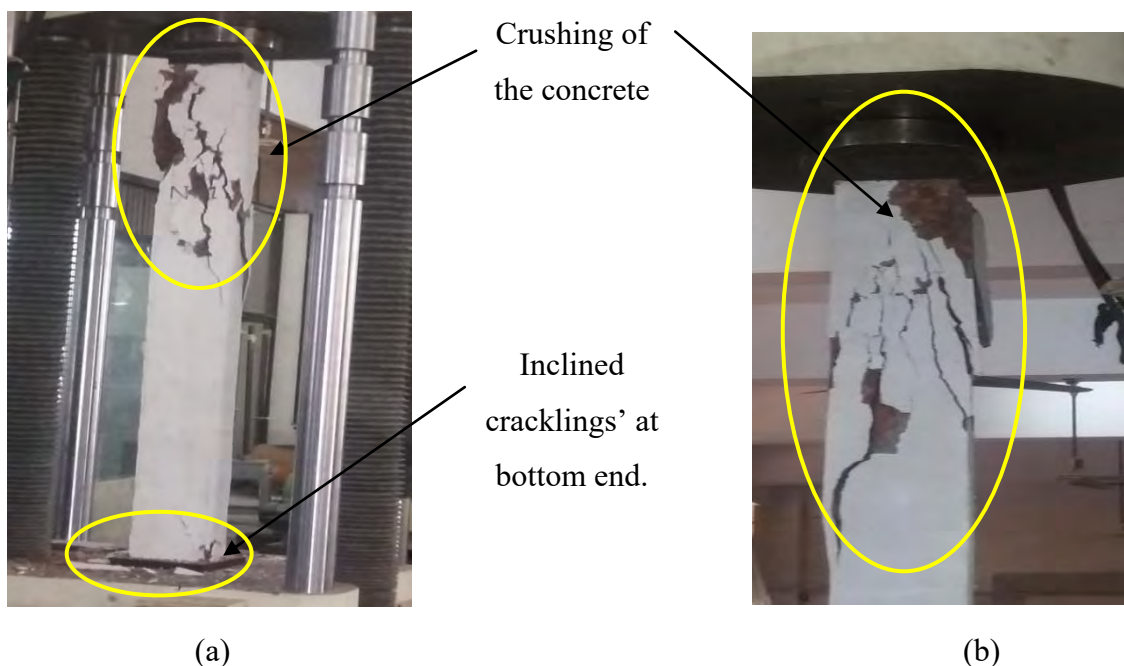 Crushing of
the concrete
Inclined
cracklings’ at
bottom end.
(a)
(b)